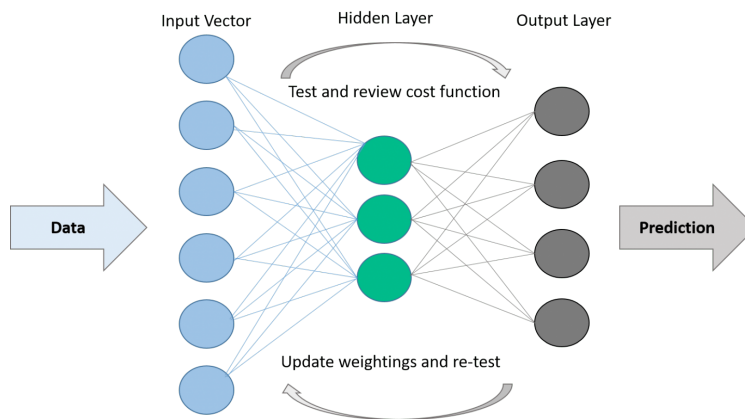 Input Vector
Hidden Layer
Output Layer
Test and review cost function
Data
Prediction
Update weightings and re-test